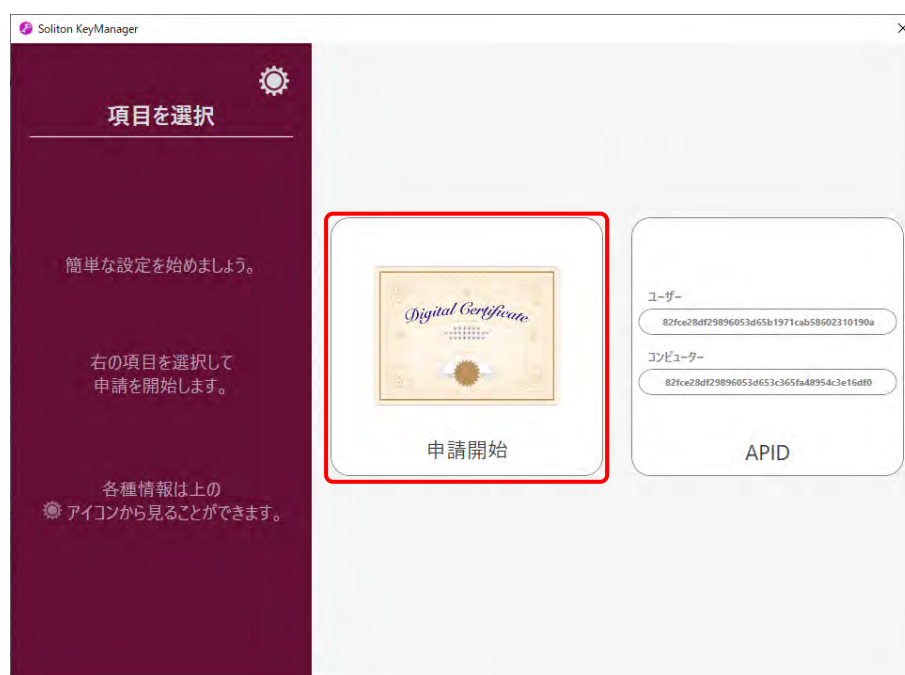 Soliton KeyManager
項目を選択
簡単な設定を始めましょう。
右の項目を選択して
申請を開始します。
各種情報は上の
アイコンから見ることができます。
Digital Certificate
申請開始
ユーザー
82fce28df29896053d65b1971cab58602310190a
コンピューター
82fce28df29896053d653c365fa48954c3e16df0
APID